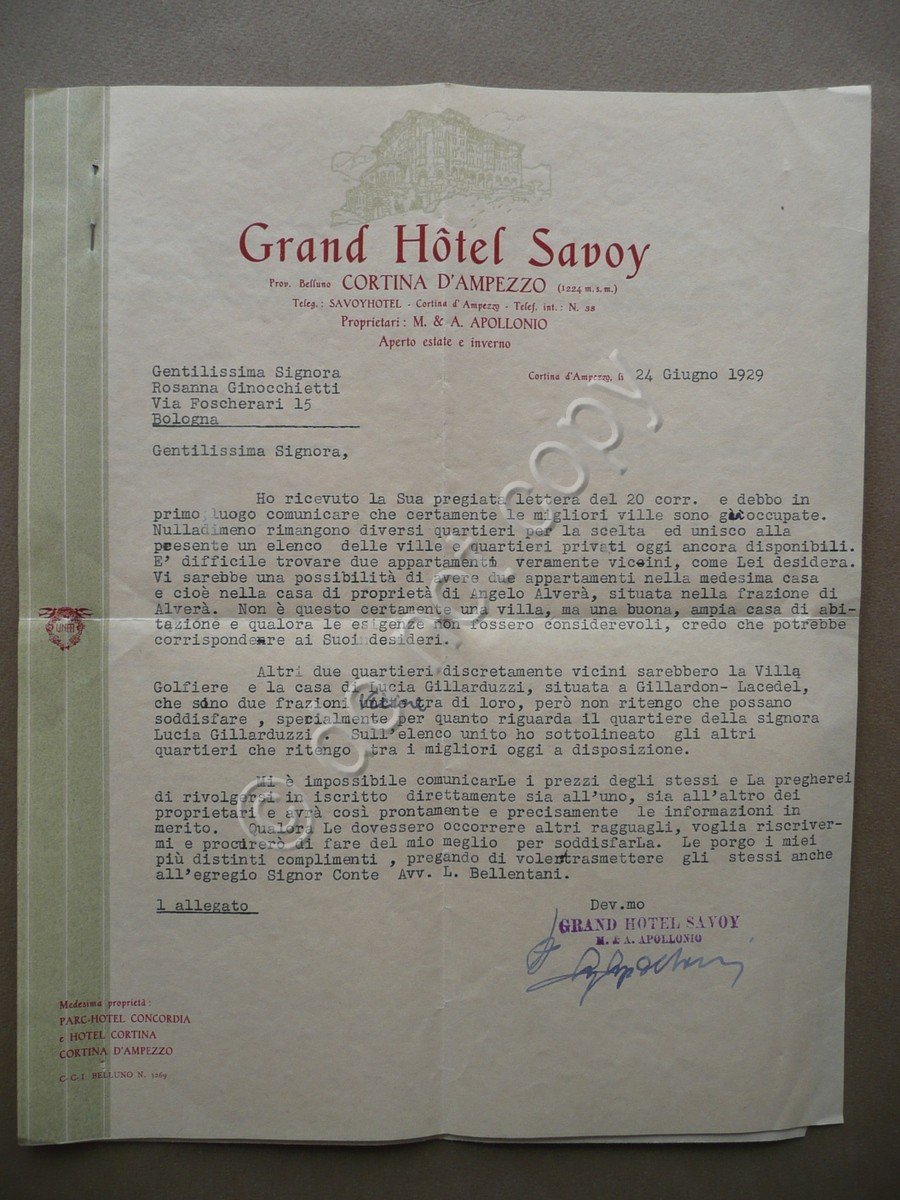 Grand Hôtel Savoy
Prov. Belluno CORTINA D'AMPEZZO (1224 m. s. m.)
Teleg.: SAVOYHOTEL - Cortina d'Ampezzo - Telef. int.: N. 38
Proprietari: M. & A. APOLLONIO
Aperto estate e inverno
Cortina d'Ampezzo, li 24 Giugno 1929
Gentilissima Signora
Rosanna Ginocchietti
Via Foscherari 15
Bologna
Gentilissima Signora,
Ho ricevuto la Sua pregiata lettera del 20 corr. e debbo in
primo luogo comunicare che certamente le migliori ville sono già occupate.
Nulladimeno rimangono diversi quartieri per la scelta ed unisco alla
presente un elenco delle ville e quartieri privati oggi ancora disponibili.
E' difficile trovare due appartamenti veramente vicini, come Lei desidera.
Vi sarebbe una possibilità di avere due appartamenti nella medesima casa
e cioè nella casa di proprietà di Angelo Alverà, situata nella frazione di
Alverà. Non è questo certamente una villa, ma una buona, ampia casa di abi-
tazione e qualora le esigenze non fossero considerevoli, credo che potrebbe
corrispondere ai Suoi desideri.
Altri due quartieri discretamente vicini sarebbero la Villa
Golfiere e la casa di Lucia Gillarduzzi, situata a Gillardon- Lacedel,
che sono due frazioni vicine tra di loro, però non ritengo che possano
soddisfare , specialmente per quanto riguarda il quartiere della signora
Lucia Gillarduzzi . Sull'elenco unito ho sottolineato gli altri
quartieri che ritengo tra i migliori oggi a disposizione.
Mi è impossibile comunicarLe i prezzi degli stessi e La pregherei
di rivolgersi in iscritto direttamente sia all'uno, sia all'altro dei
proprietari e avrà così prontamente e precisamente le informazioni in
merito. Qualora Le dovessero occorrere altri ragguagli, voglia riscriver-
mi e procurerò di fare del mio meglio per soddisfarLa. Le porgo i miei
più distinti complimenti , pregando di voler trasmettere gli stessi anche
all'egregio Signor Conte Avv. L. Bellentani.
1 allegato
Dev.mo
GRAND HOTEL SAVOY
M. & A. APOLLONIO
Medesima proprietà:
PARC-HOTEL CONCORDIA
e HOTEL CORTINA
CORTINA D'AMPEZZO
C. C. I. BELLUNO N. 3269
© ago not copy